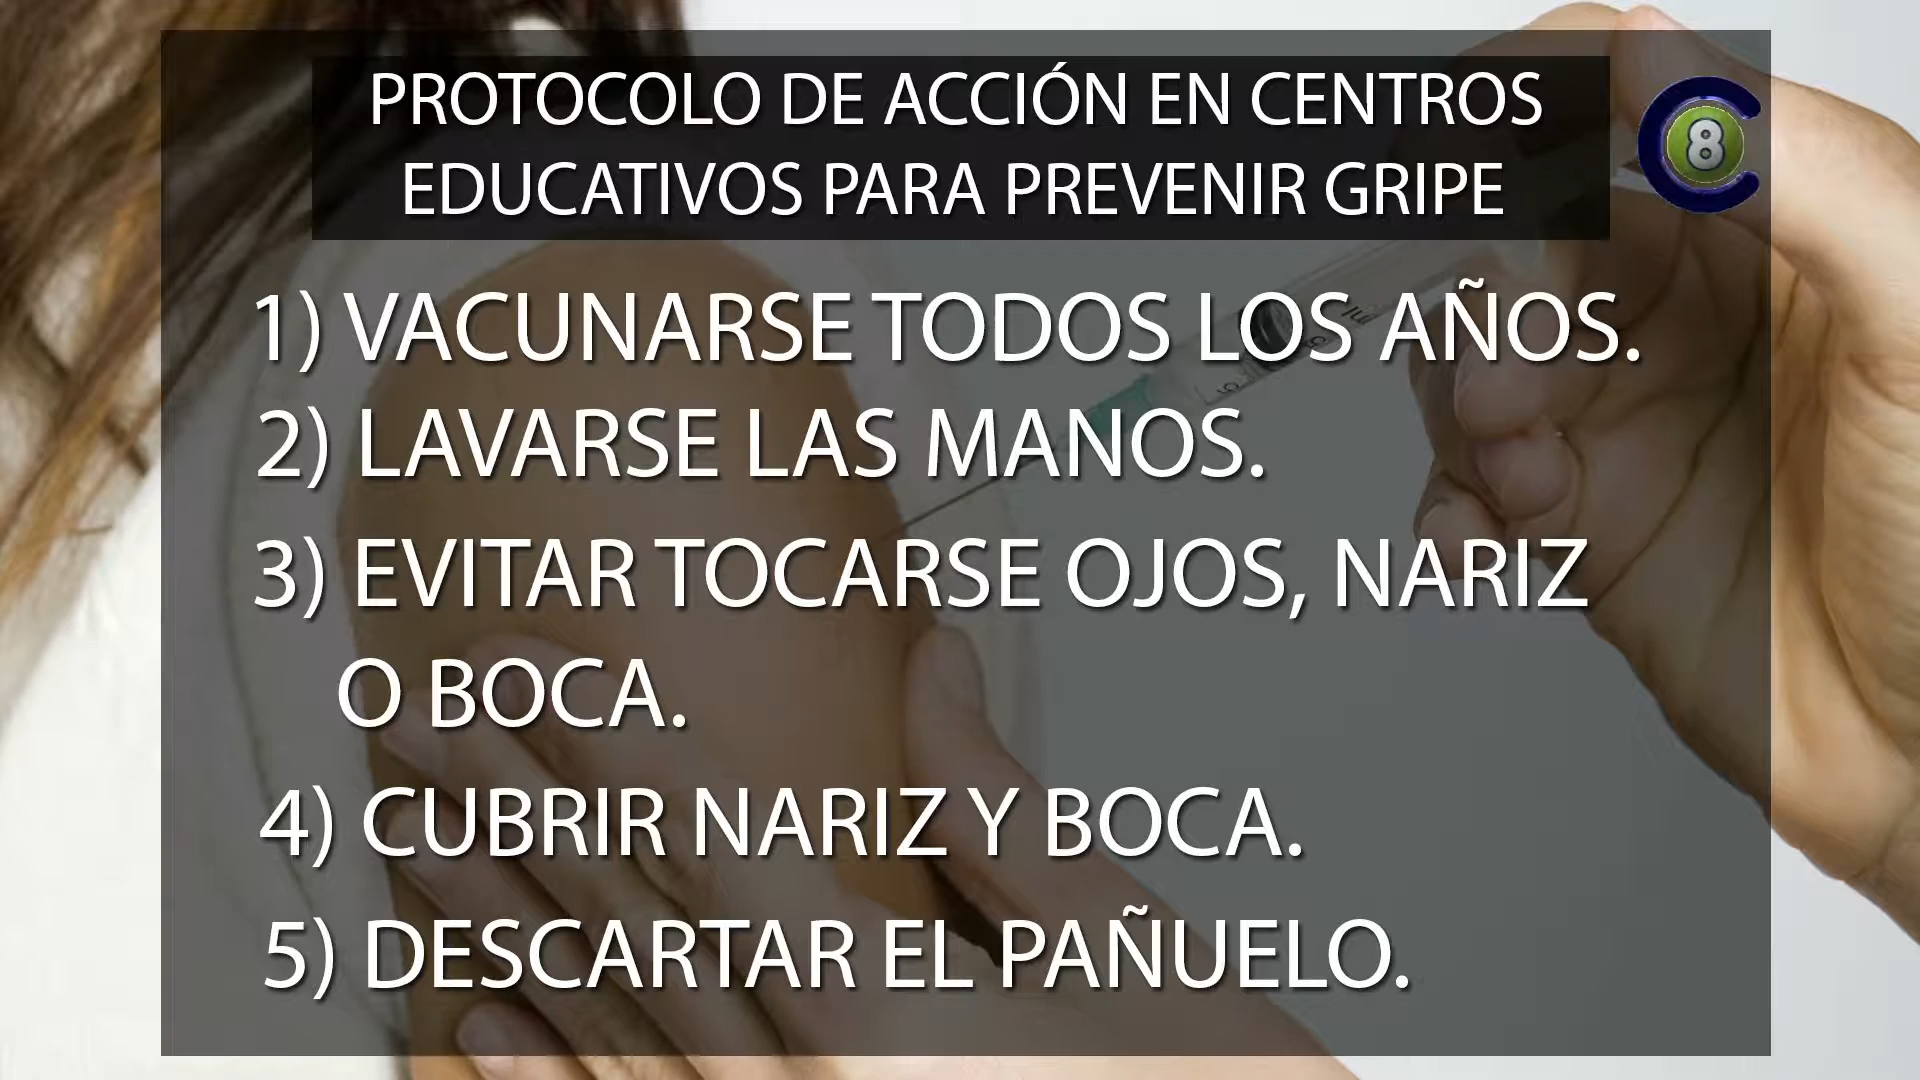 PROTOCOLO DE ACCIÓN EN CENTROS
EDUCATIVOS PARA PREVENIR GRIPE
8
1) VACUNARSE TODOS LOS AÑOS.
2) LAVARSE LAS MANOS.
3) EVITAR TOCARSE OJOS, NARIZ
O BOCA.
4) CUBRIR NARIZ Y BOCA.
5) DESCARTAR EL PAÑUELO.